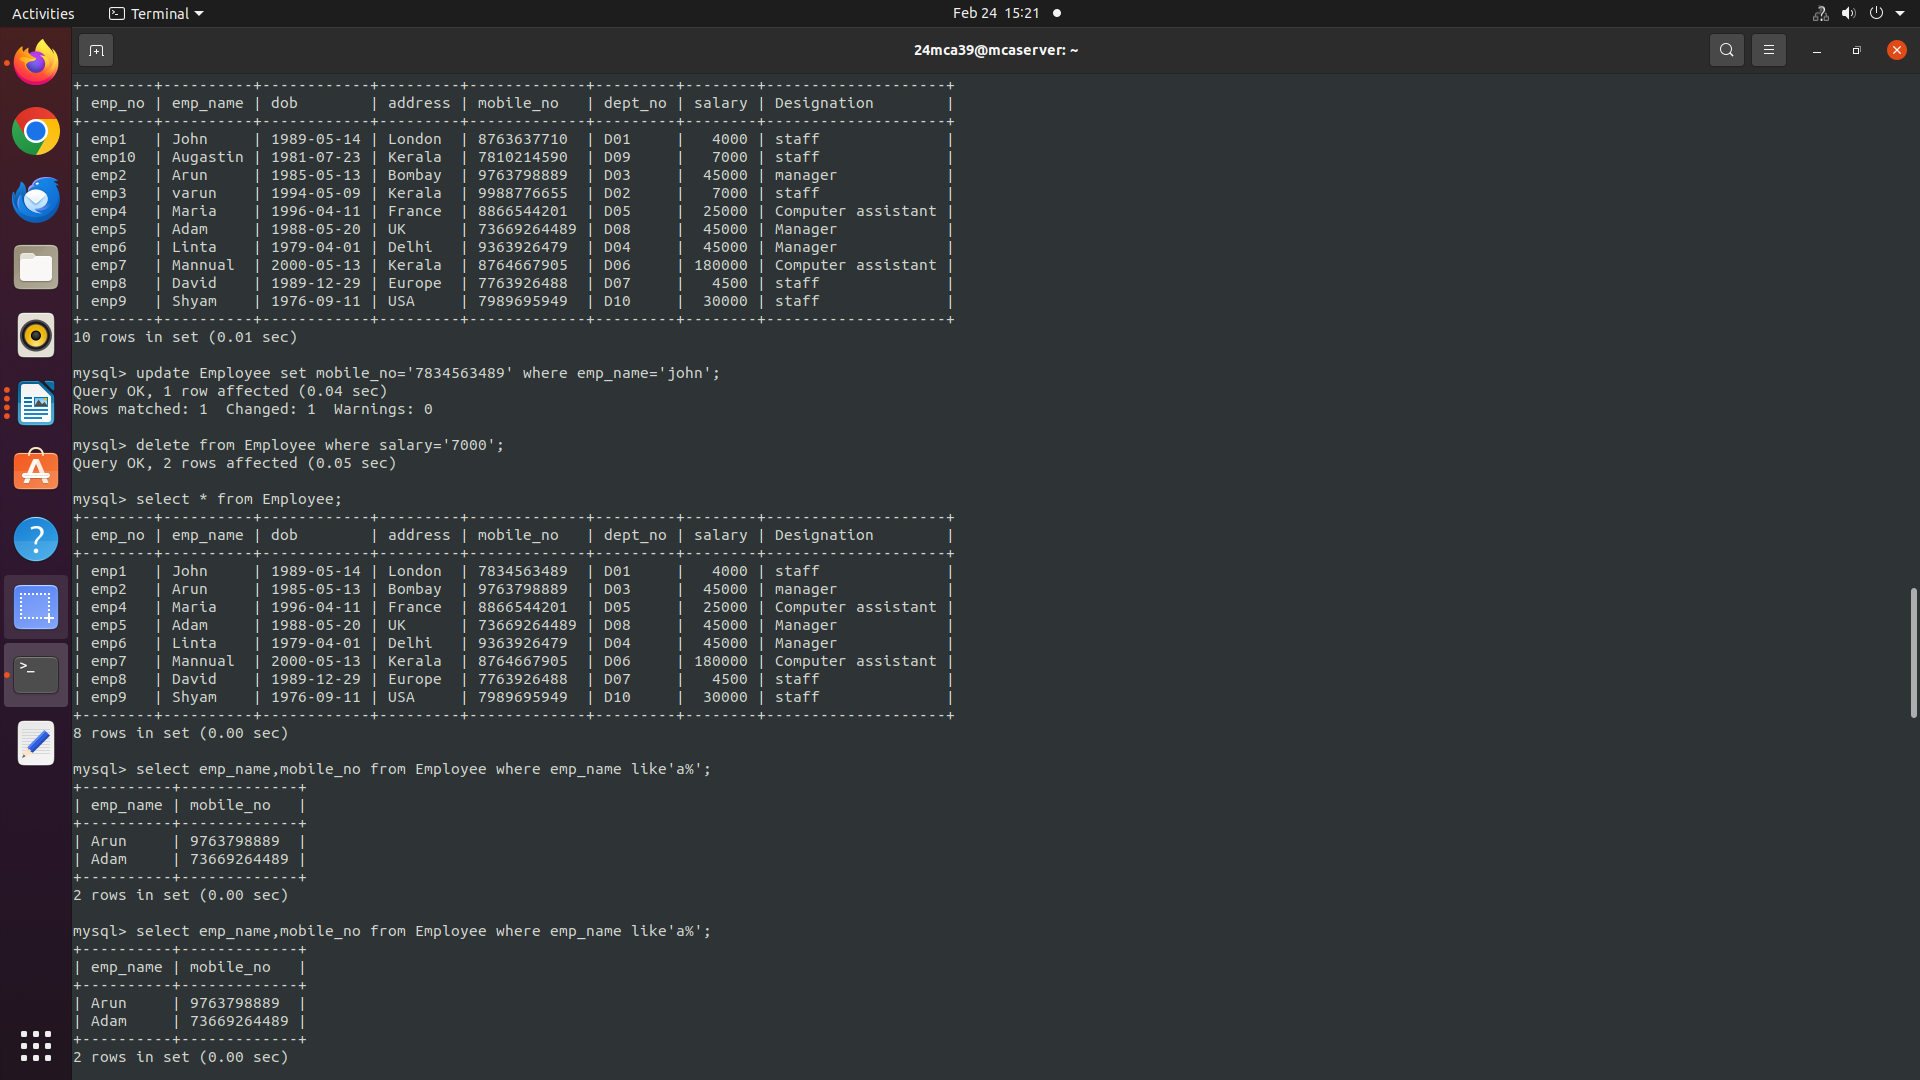 Activities Terminal Feb 24 15:21
24mca39@mcaserver: ~
+--------+----------+------------+---------+-------------+---------+--------+--------------------+
| emp_no | emp_name | dob        | address | mobile_no   | dept_no | salary | Designation        |
+--------+----------+------------+---------+-------------+---------+--------+--------------------+
| emp1   | John     | 1989-05-14 | London  | 8763637710  | D01     |   4000 | staff              |
| emp10  | Augastin | 1981-07-23 | Kerala  | 7810214590  | D09     |   7000 | staff              |
| emp2   | Arun     | 1985-05-13 | Bombay  | 9763798889  | D03     |  45000 | manager            |
| emp3   | varun    | 1994-05-09 | Kerala  | 9988776655  | D02     |   7000 | staff              |
| emp4   | Maria    | 1996-04-11 | France  | 8866544201  | D05     |  25000 | Computer assistant |
| emp5   | Adam     | 1988-05-20 | UK      | 73669264489 | D08     |  45000 | Manager            |
| emp6   | Linta    | 1979-04-01 | Delhi   | 9363926479  | D04     |  45000 | Manager            |
| emp7   | Mannual  | 2000-05-13 | Kerala  | 8764667905  | D06     | 180000 | Computer assistant |
| emp8   | David    | 1989-12-29 | Europe  | 7763926488  | D07     |   4500 | staff              |
| emp9   | Shyam    | 1976-09-11 | USA     | 7989695949  | D10     |  30000 | staff              |
+--------+----------+------------+---------+-------------+---------+--------+--------------------+
10 rows in set (0.01 sec)
mysql> update Employee set mobile_no='7834563489' where emp_name='john';
Query OK, 1 row affected (0.04 sec)
Rows matched: 1  Changed: 1  Warnings: 0
mysql> delete from Employee where salary='7000';
Query OK, 2 rows affected (0.05 sec)
mysql> select * from Employee;
+--------+----------+------------+---------+-------------+---------+--------+--------------------+
| emp_no | emp_name | dob        | address | mobile_no   | dept_no | salary | Designation        |
+--------+----------+------------+---------+-------------+---------+--------+--------------------+
| emp1   | John     | 1989-05-14 | London  | 7834563489  | D01     |   4000 | staff              |
| emp2   | Arun     | 1985-05-13 | Bombay  | 9763798889  | D03     |  45000 | manager            |
| emp4   | Maria    | 1996-04-11 | France  | 8866544201  | D05     |  25000 | Computer assistant |
| emp5   | Adam     | 1988-05-20 | UK      | 73669264489 | D08     |  45000 | Manager            |
| emp6   | Linta    | 1979-04-01 | Delhi   | 9363926479  | D04     |  45000 | Manager            |
| emp7   | Mannual  | 2000-05-13 | Kerala  | 8764667905  | D06     | 180000 | Computer assistant |
| emp8   | David    | 1989-12-29 | Europe  | 7763926488  | D07     |   4500 | staff              |
| emp9   | Shyam    | 1976-09-11 | USA     | 7989695949  | D10     |  30000 | staff              |
+--------+----------+------------+---------+-------------+---------+--------+--------------------+
8 rows in set (0.00 sec)
mysql> select emp_name,mobile_no from Employee where emp_name like'a%';
+----------+-------------+
| emp_name | mobile_no   |
+----------+-------------+
| Arun     | 9763798889  |
| Adam     | 73669264489 |
+----------+-------------+
2 rows in set (0.00 sec)
mysql> select emp_name,mobile_no from Employee where emp_name like'a%';
+----------+-------------+
| emp_name | mobile_no   |
+----------+-------------+
| Arun     | 9763798889  |
| Adam     | 73669264489 |
+----------+-------------+
2 rows in set (0.00 sec)